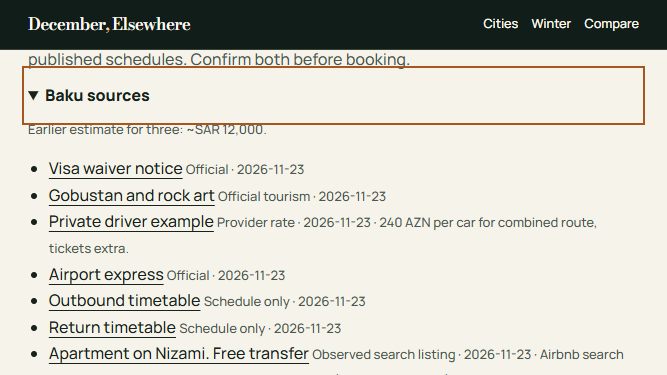 December, Elsewhere
Cities Winter Compare
published schedules. Confirm both before booking.
▼ Baku sources
Earlier estimate for three: ~SAR 12,000.
• Visa waiver notice Official · 2026-11-23
• Gobustan and rock art Official tourism · 2026-11-23
• Private driver example Provider rate · 2026-11-23 · 240 AZN per car for combined route,
tickets extra.
• Airport express Official · 2026-11-23
• Outbound timetable Schedule only · 2026-11-23
• Return timetable Schedule only · 2026-11-23
• Apartment on Nizami. Free transfer Observed search listing · 2026-11-23 · Airbnb search